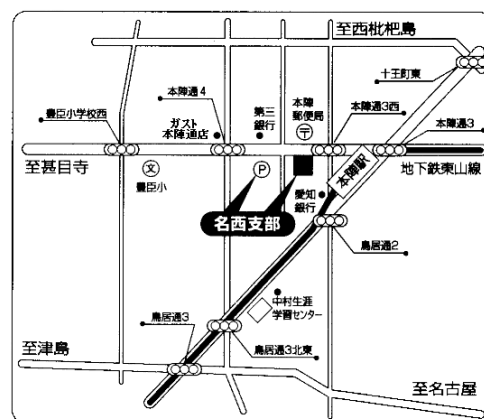 至西枇杷島
十王町東
本陣通4
豊臣小学校西
ガスト
本陣通店
第三
銀行
本陣
郵便局
〒
本陣通3西
本陣通3
至甚目寺
文
豊臣小
P
本陣駅
地下鉄東山線
愛知
銀行
名西支部
鳥居通2
中村生涯
学習センター
鳥居通3
鳥居通3北東
至津島
至名古屋